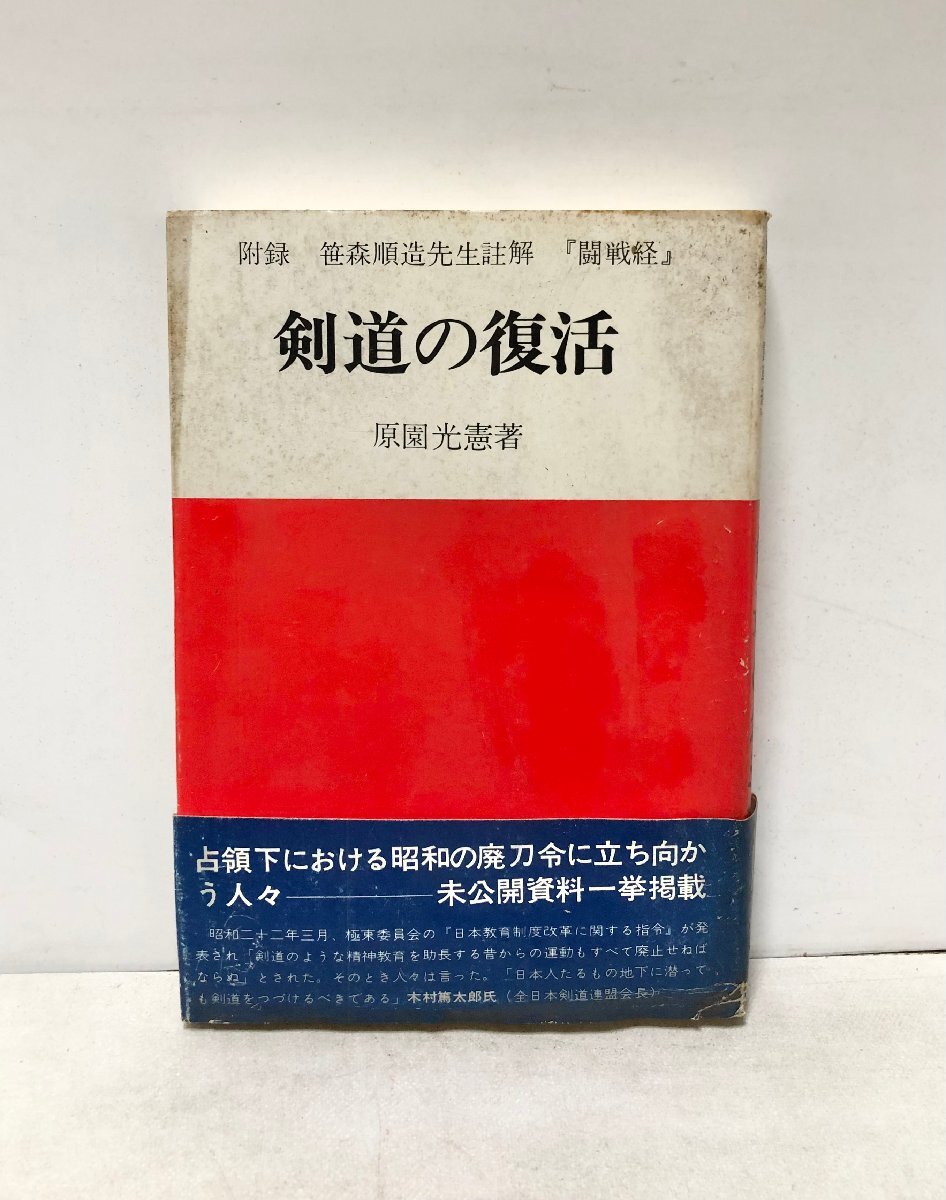 附録　笹森順造先生註解　『闘戦経』
剣道の復活
原園光憲著
占領下における昭和の廃刀令に立ち向か
う人々————未公開資料一挙掲載
昭和二十二年三月、極東委員会の『日本教育制度改革に関する指令』が発
表され「剣道のような精神教育を助長する昔からの運動もすべて廃止せねば
ならぬ」とされた。そのとき人々は言った。「日本人たるもの地下に潜って
も剣道をつづけるべきである」木村篤太郎氏（全日本剣道連盟会長）